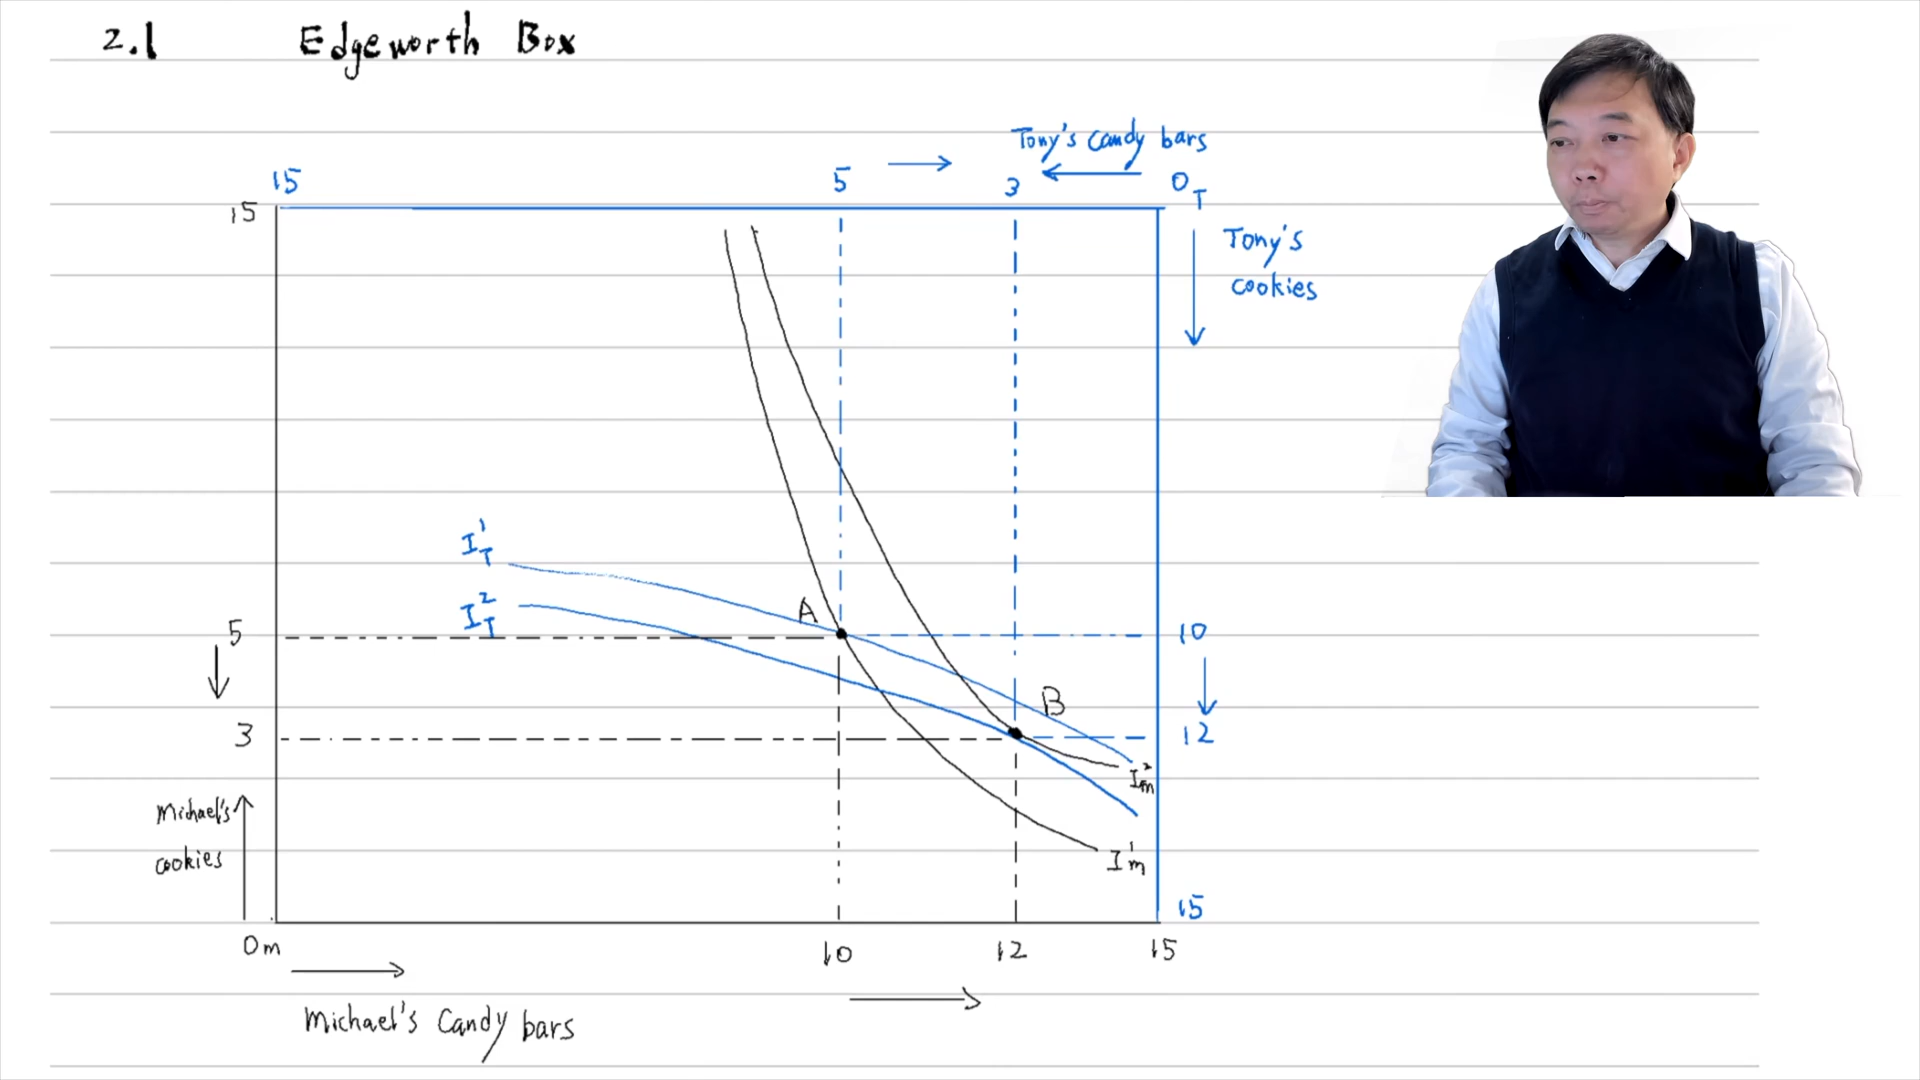 2.1 Edgeworth Box
Tony's Candy bars
15 5 3 0T
15
Tony's
cookies
I¹T
I²T
A
5 10
B
3 12
I²m
Michael's
cookies
I¹m
15
0m 10 12 15
Michael's Candy bars